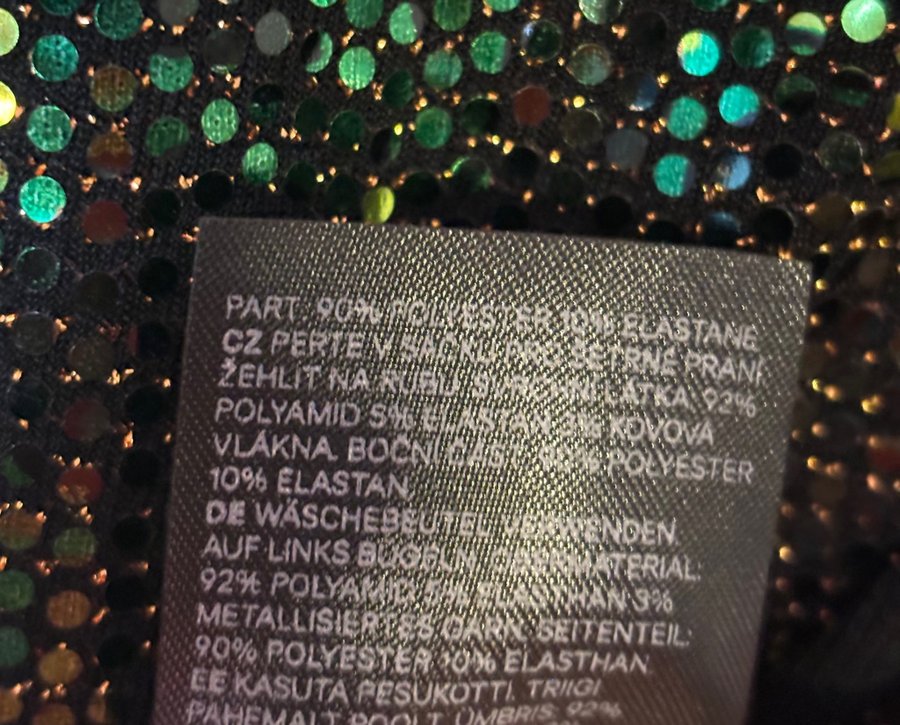 PART. 90% POLYESTER 10% ELASTANE
CZ PERTE V SÁČKU PRO ŠETRNÉ PRANÍ
ŽEHLIT NA RUBU. SVRCHNÍ LÁTKA. 92%
POLYAMID 5% ELASTAN 3% KOVOVÁ
VLÁKNA. BOČNÍ ČÁST. 90% POLYESTER
10% ELASTAN
DE WÄSCHEBEUTEL VERWENDEN.
AUF LINKS BÜGELN. OBERMATERIAL:
92% POLYAMID 5% ELASTHAN 3%
METALLISIERTES GARN. SEITENTEIL:
90% POLYESTER 10% ELASTHAN
EE KASUTA PESUKOTTI. TRIIGI
PAHEMALT POOLT. ÜMBRIS: 92%